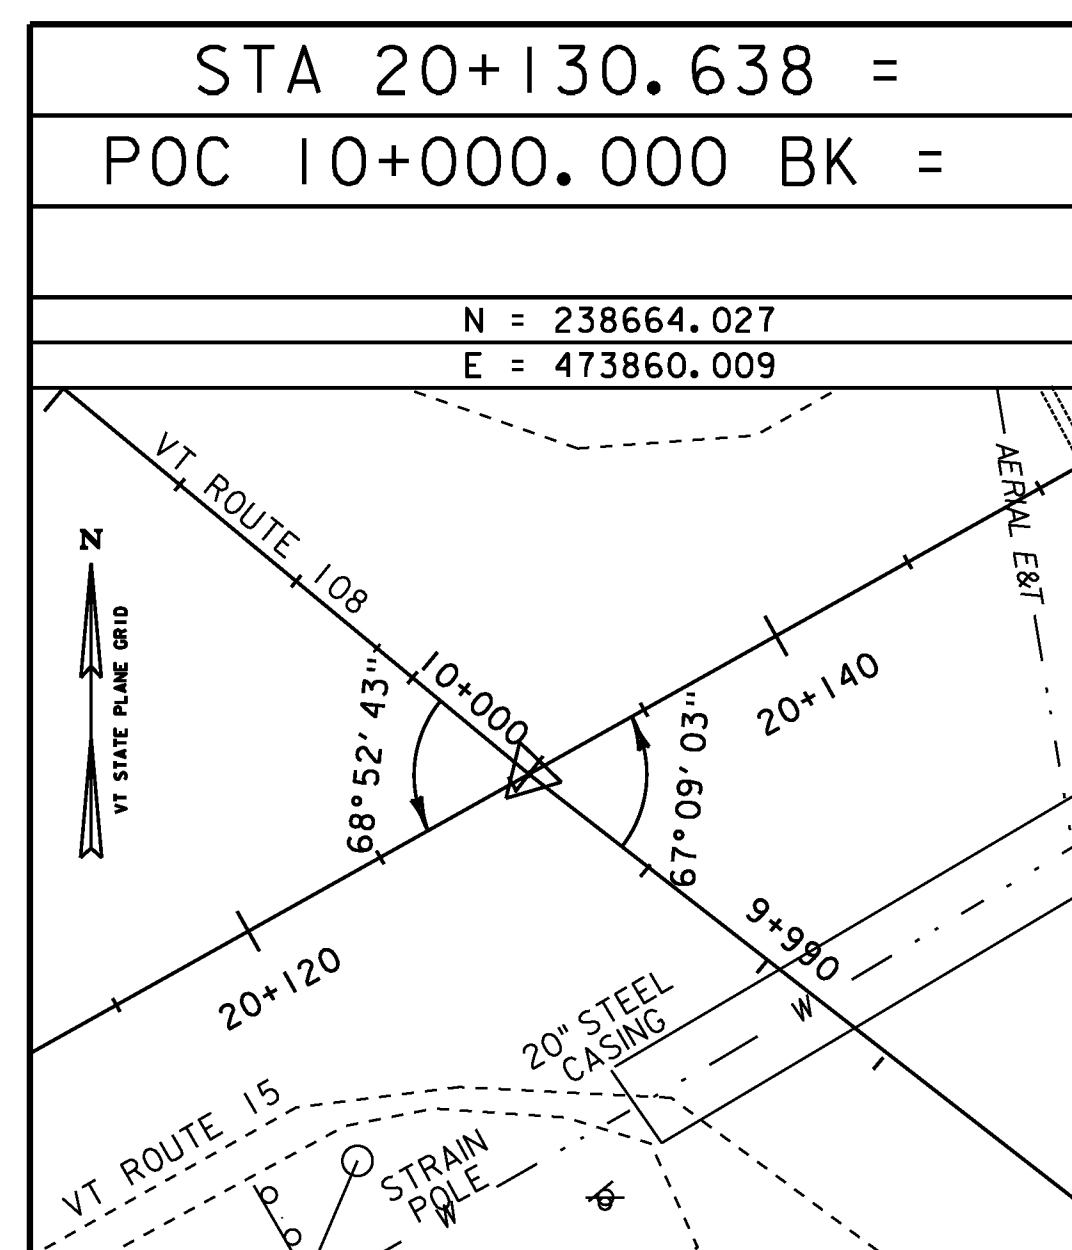 STA 20+130.638 =
POC 10+000.000 BK =
N = 238664.027
E = 473860.009
VT ROUTE 108
AERIAL E&T
N
VT STATE PLANE GRID
10+000
68°52'43"
67°09'03"
20+140
9+990
20+120
W
20" STEEL
CASING
VT ROUTE 15
STRAIN
POLE
W